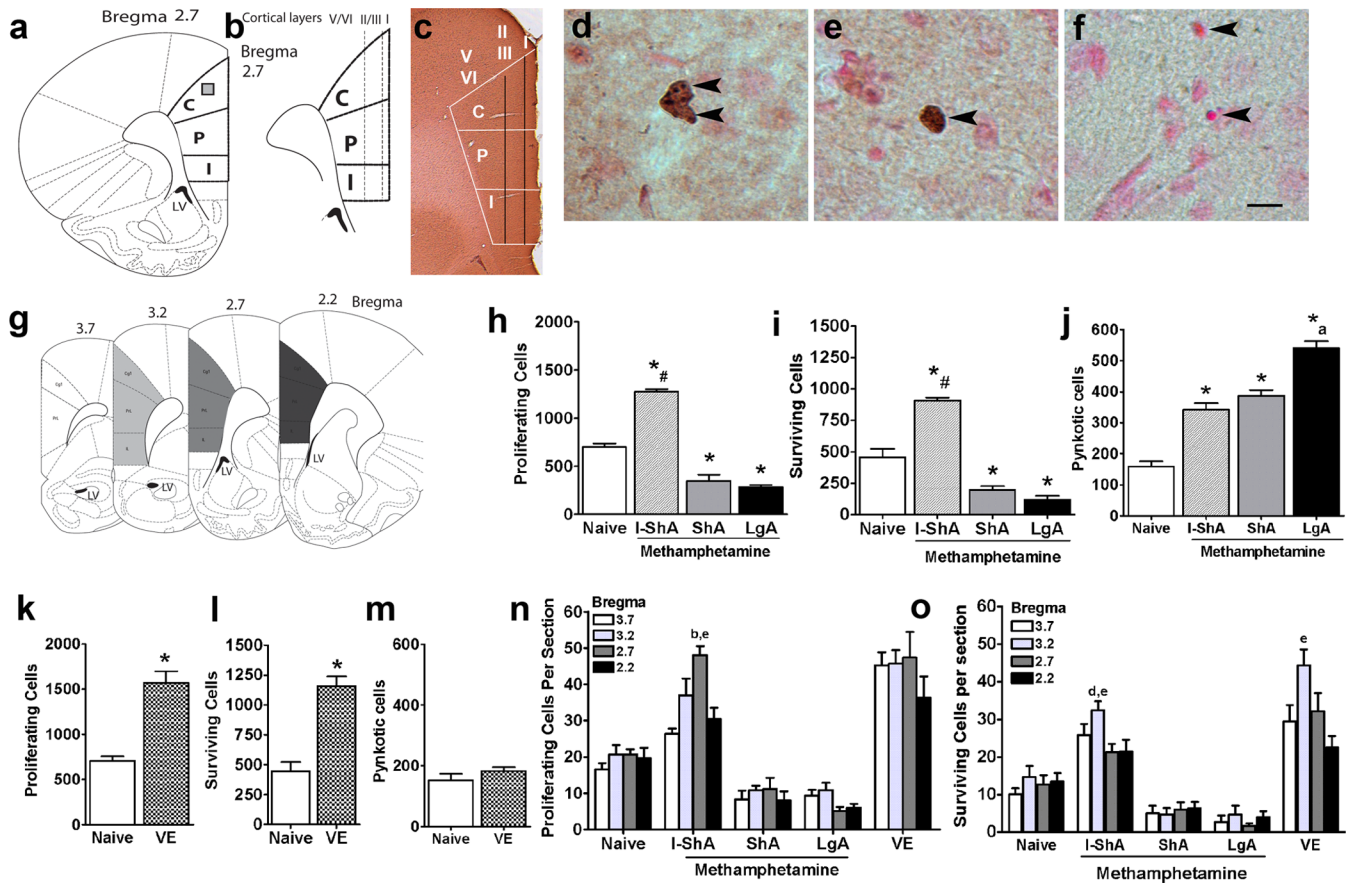 a
Bregma 2.7
C
P
I
LV
b
Cortical layers V/VI II/III I
Bregma
2.7
C
P
I
c
II
III
I
V
VI
C
P
I
d
e
f
g
3.7
3.2
2.7
2.2
Bregma
Cg1
PrL
IL
Cg1
PrL
IL
LV
LV
LV
LV
h
Proliferating Cells
2000
1500
1000
500
0
*
#
*
*
Naive I-ShA ShA LgA
Methamphetamine
i
Surviving Cells
1500
1250
1000
750
500
250
0
*
#
*
*
Naive I-ShA ShA LgA
Methamphetamine
j
Pynkotic cells
600
500
400
300
200
100
0
*
*
*
a
Naive I-ShA ShA LgA
Methamphetamine
k
Proliferating Cells
2000
1500
1000
500
0
*
Naive VE
l
Surviving Cells
1500
1250
1000
750
500
250
0
*
Naive VE
m
Pynkotic cells
600
400
200
0
Naive VE
n
Proliferating Cells Per Section
60
50
40
30
20
10
0
Bregma
3.7
3.2
2.7
2.2
b,e
Naive I-ShA ShA LgA VE
Methamphetamine
o
Surviving Cells per section
60
50
40
30
20
10
0
Bregma
3.7
3.2
2.7
2.2
d,e
e
Naive I-ShA ShA LgA VE
Methamphetamine